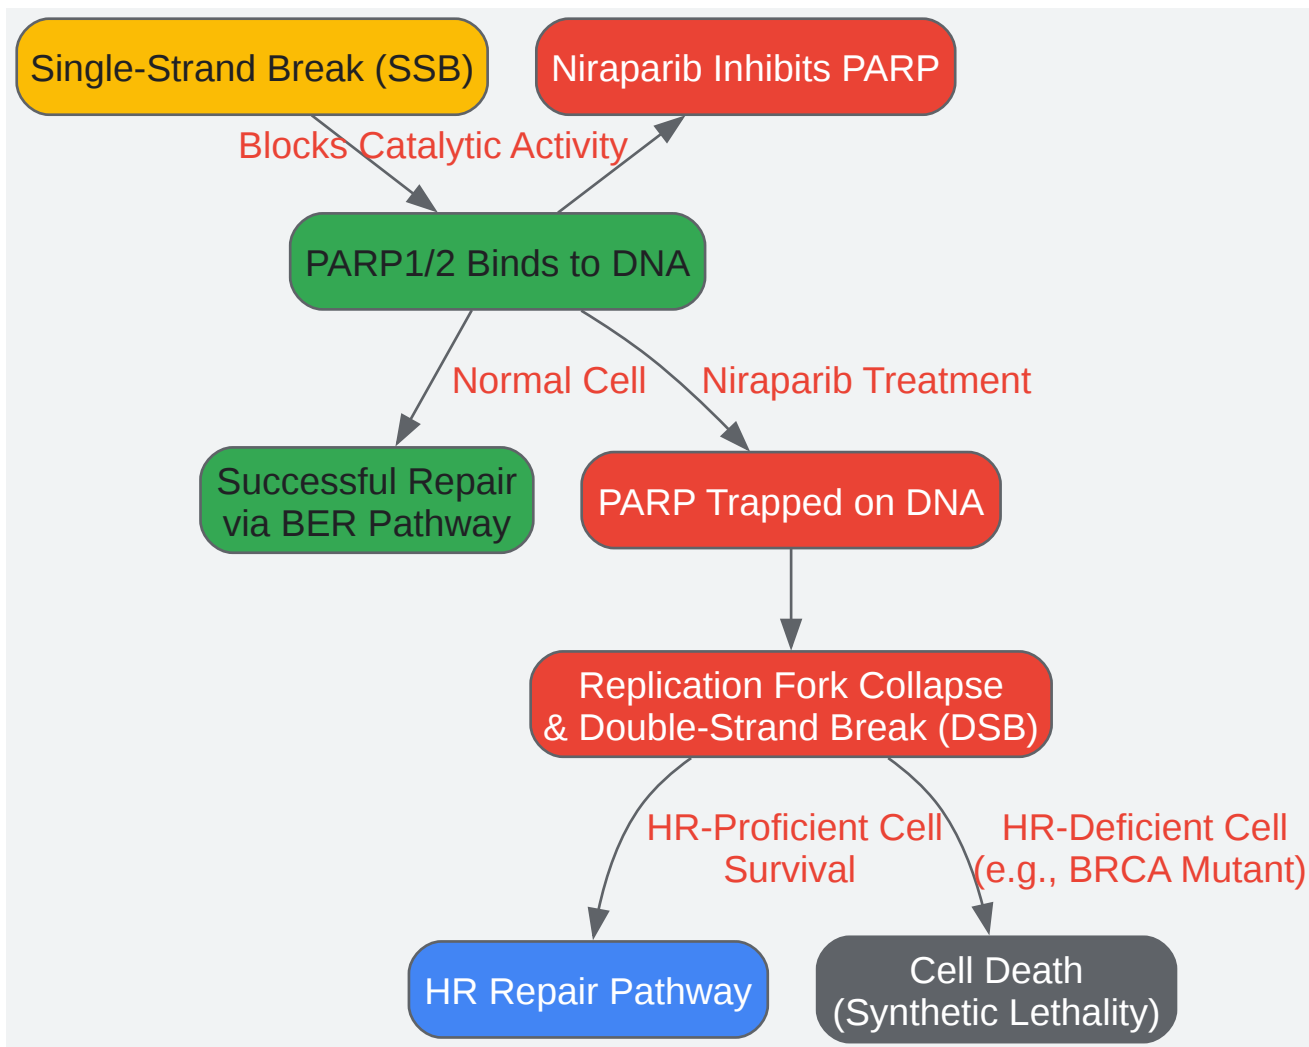 Single-Strand Break (SSB)
Niraparib Inhibits PARP
Blocks Catalytic Activity
PARP1/2 Binds to DNA
Normal Cell
Niraparib Treatment
Successful Repair
via BER Pathway
PARP Trapped on DNA
Replication Fork Collapse
& Double-Strand Break (DSB)
HR-Proficient Cell
Survival
HR-Deficient Cell
(e.g., BRCA Mutant)
HR Repair Pathway
Cell Death
(Synthetic Lethality)